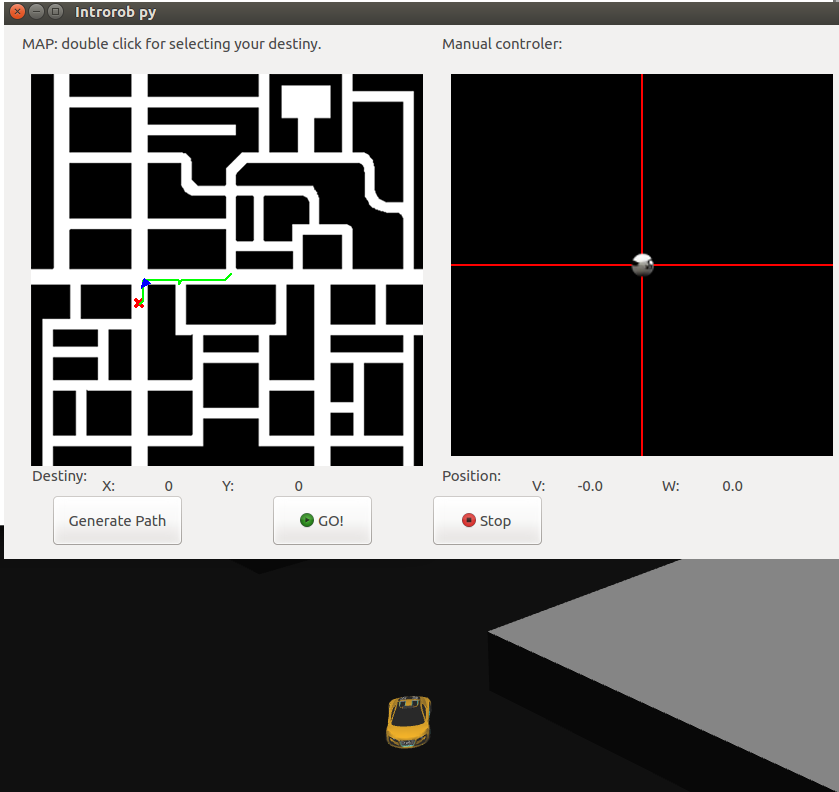 Introrob py
MAP: double click for selecting your destiny.
Manual controler:
Destiny:
X: 0 Y: 0
Position:
V: -0.0 W: 0.0
Generate Path
GO!
Stop